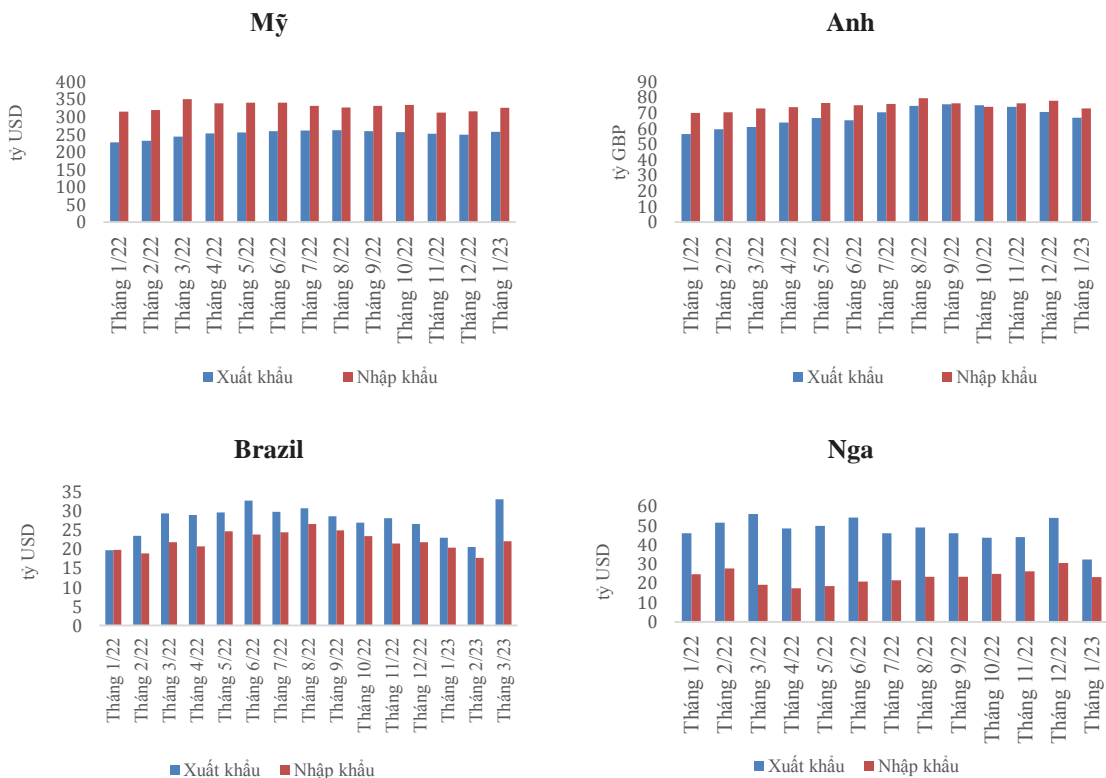 Mỹ
tỷ USD
400
350
300
250
200
150
100
50
0
Tháng 1/22
Tháng 2/22
Tháng 3/22
Tháng 4/22
Tháng 5/22
Tháng 6/22
Tháng 7/22
Tháng 8/22
Tháng 9/22
Tháng 10/22
Tháng 11/22
Tháng 12/22
Tháng 1/23
Xuất khẩu Nhập khẩu
Anh
tỷ GBP
90
80
70
60
50
40
30
20
10
0
Tháng 1/22
Tháng 2/22
Tháng 3/22
Tháng 4/22
Tháng 5/22
Tháng 6/22
Tháng 7/22
Tháng 8/22
Tháng 9/22
Tháng 10/22
Tháng 11/22
Tháng 12/22
Tháng 1/23
Xuất khẩu Nhập khẩu
Brazil
tỷ USD
35
30
25
20
15
10
5
0
Tháng 1/22
Tháng 2/22
Tháng 3/22
Tháng 4/22
Tháng 5/22
Tháng 6/22
Tháng 7/22
Tháng 8/22
Tháng 9/22
Tháng 10/22
Tháng 11/22
Tháng 12/22
Tháng 1/23
Tháng 2/23
Tháng 3/23
Xuất khẩu Nhập khẩu
Nga
tỷ USD
60
50
40
30
20
10
0
Tháng 1/22
Tháng 2/22
Tháng 3/22
Tháng 4/22
Tháng 5/22
Tháng 6/22
Tháng 7/22
Tháng 8/22
Tháng 9/22
Tháng 10/22
Tháng 11/22
Tháng 12/22
Tháng 1/23
Xuất khẩu Nhập khẩu